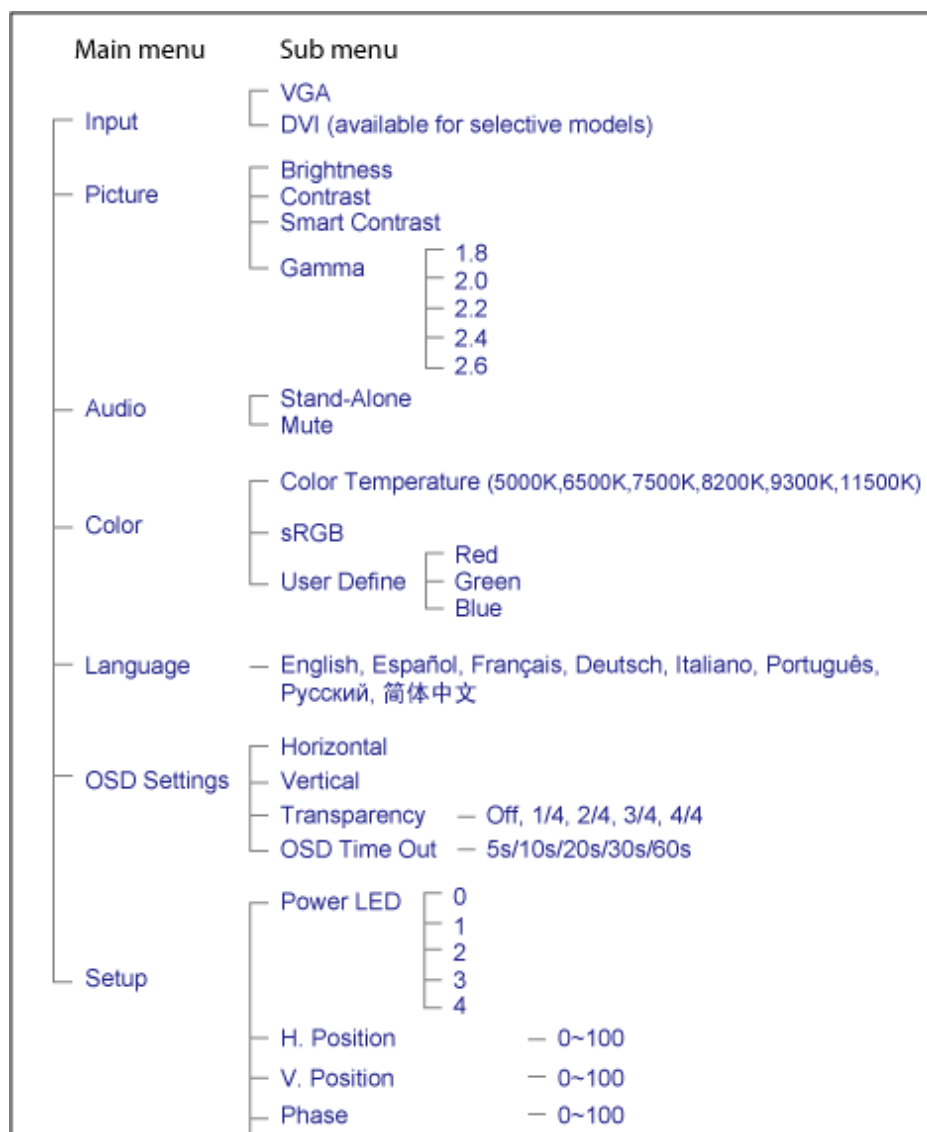 Main menu Sub menu
VGA
Input
DVI (available for selective models)
Brightness
Picture
Contrast
Smart Contrast
Gamma
1.8
2.0
2.2
2.4
2.6
Audio
Stand-Alone
Mute
Color Temperature (5000K,6500K,7500K,8200K,9300K,11500K)
Color
sRGB
User Define
Red
Green
Blue
Language
English, Español, Français, Deutsch, Italiano, Português,
Русский, 简体中文
Horizontal
OSD Settings
Vertical
Transparency — Off, 1/4, 2/4, 3/4, 4/4
OSD Time Out — 5s/10s/20s/30s/60s
Power LED
0
1
2
3
4
Setup
H. Position — 0~100
V. Position — 0~100
Phase — 0~100